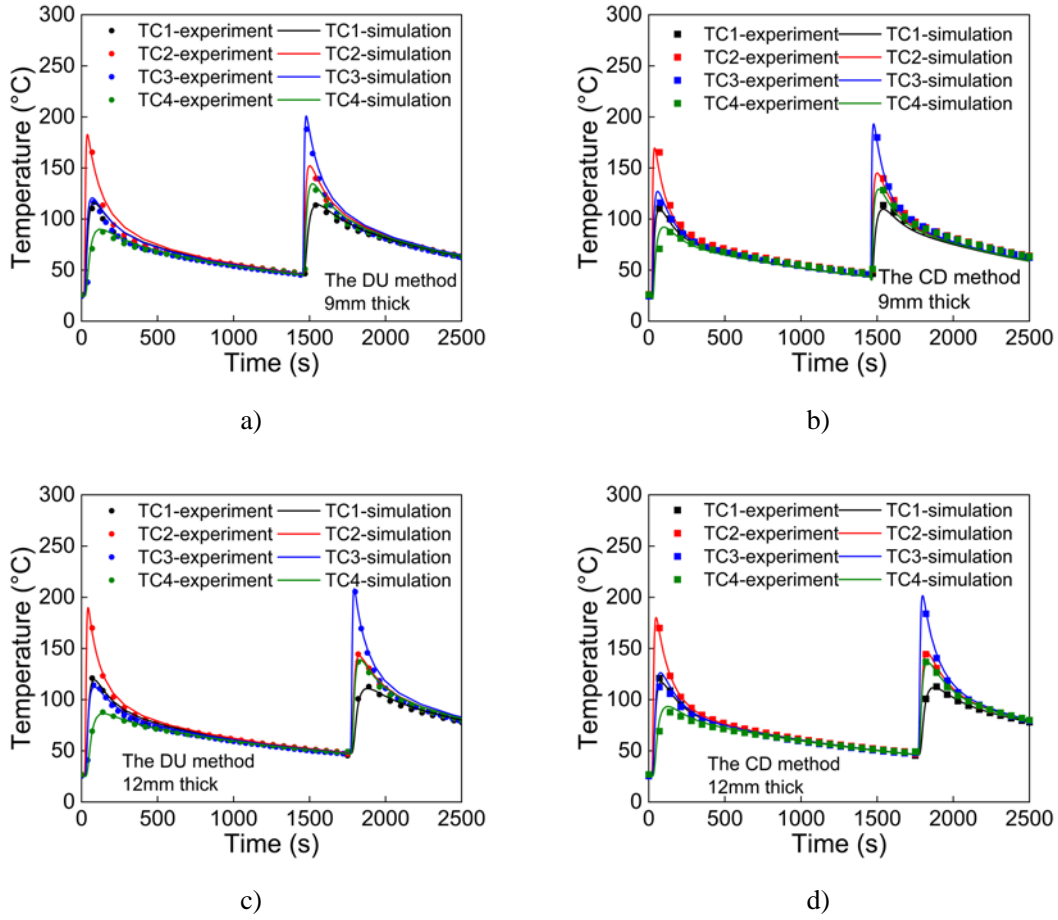 300
250
200
150
100
50
0
Temperature (°C)
TC1-experiment TC1-simulation
TC2-experiment TC2-simulation
TC3-experiment TC3-simulation
TC4-experiment TC4-simulation
The DU method
9mm thick
0 500 1000 1500 2000 2500
Time (s)
a)
300
250
200
150
100
50
0
Temperature (°C)
TC1-experiment TC1-simulation
TC2-experiment TC2-simulation
TC3-experiment TC3-simulation
TC4-experiment TC4-simulation
The CD method
9mm thick
0 500 1000 1500 2000 2500
Time (s)
b)
300
250
200
150
100
50
0
Temperature (°C)
TC1-experiment TC1-simulation
TC2-experiment TC2-simulation
TC3-experiment TC3-simulation
TC4-experiment TC4-simulation
The DU method
12mm thick
0 500 1000 1500 2000 2500
Time (s)
c)
300
250
200
150
100
50
0
Temperature (°C)
TC1-experiment TC1-simulation
TC2-experiment TC2-simulation
TC3-experiment TC3-simulation
TC4-experiment TC4-simulation
The CD method
12mm thick
0 500 1000 1500 2000 2500
Time (s)
d)